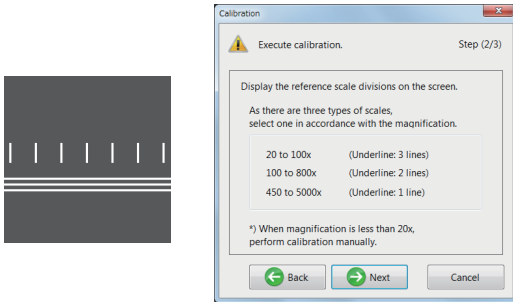 Calibration
Execute calibration.
Step (2/3)
Display the reference scale divisions on the screen.
As there are three types of scales,
select one in accordance with the magnification.
20 to 100x (Underline: 3 lines)
100 to 800x (Underline: 2 lines)
450 to 5000x (Underline: 1 line)
*) When magnification is less than 20x,
perform calibration manually.
Back Next Cancel